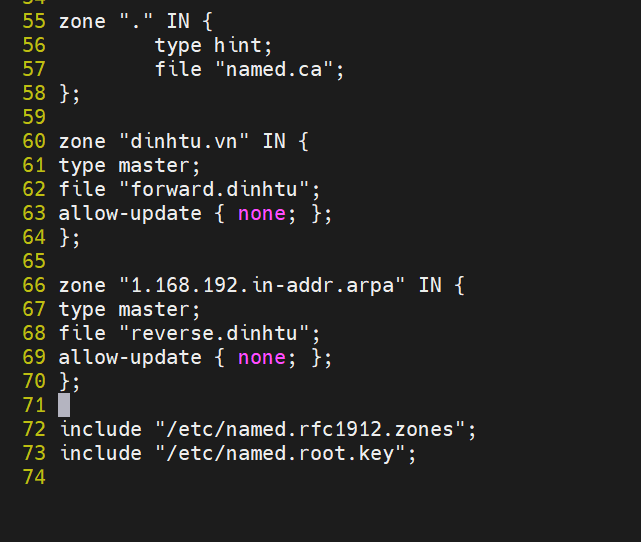 55 zone "." IN {
56         type hint;
57         file "named.ca";
58 };
59
60 zone "dinhtu.vn" IN {
61 type master;
62 file "forward.dinhtu";
63 allow-update { none; };
64 };
65
66 zone "1.168.192.in-addr.arpa" IN {
67 type master;
68 file "reverse.dinhtu";
69 allow-update { none; };
70 };
71
72 include "/etc/named.rfc1912.zones";
73 include "/etc/named.root.key";
74